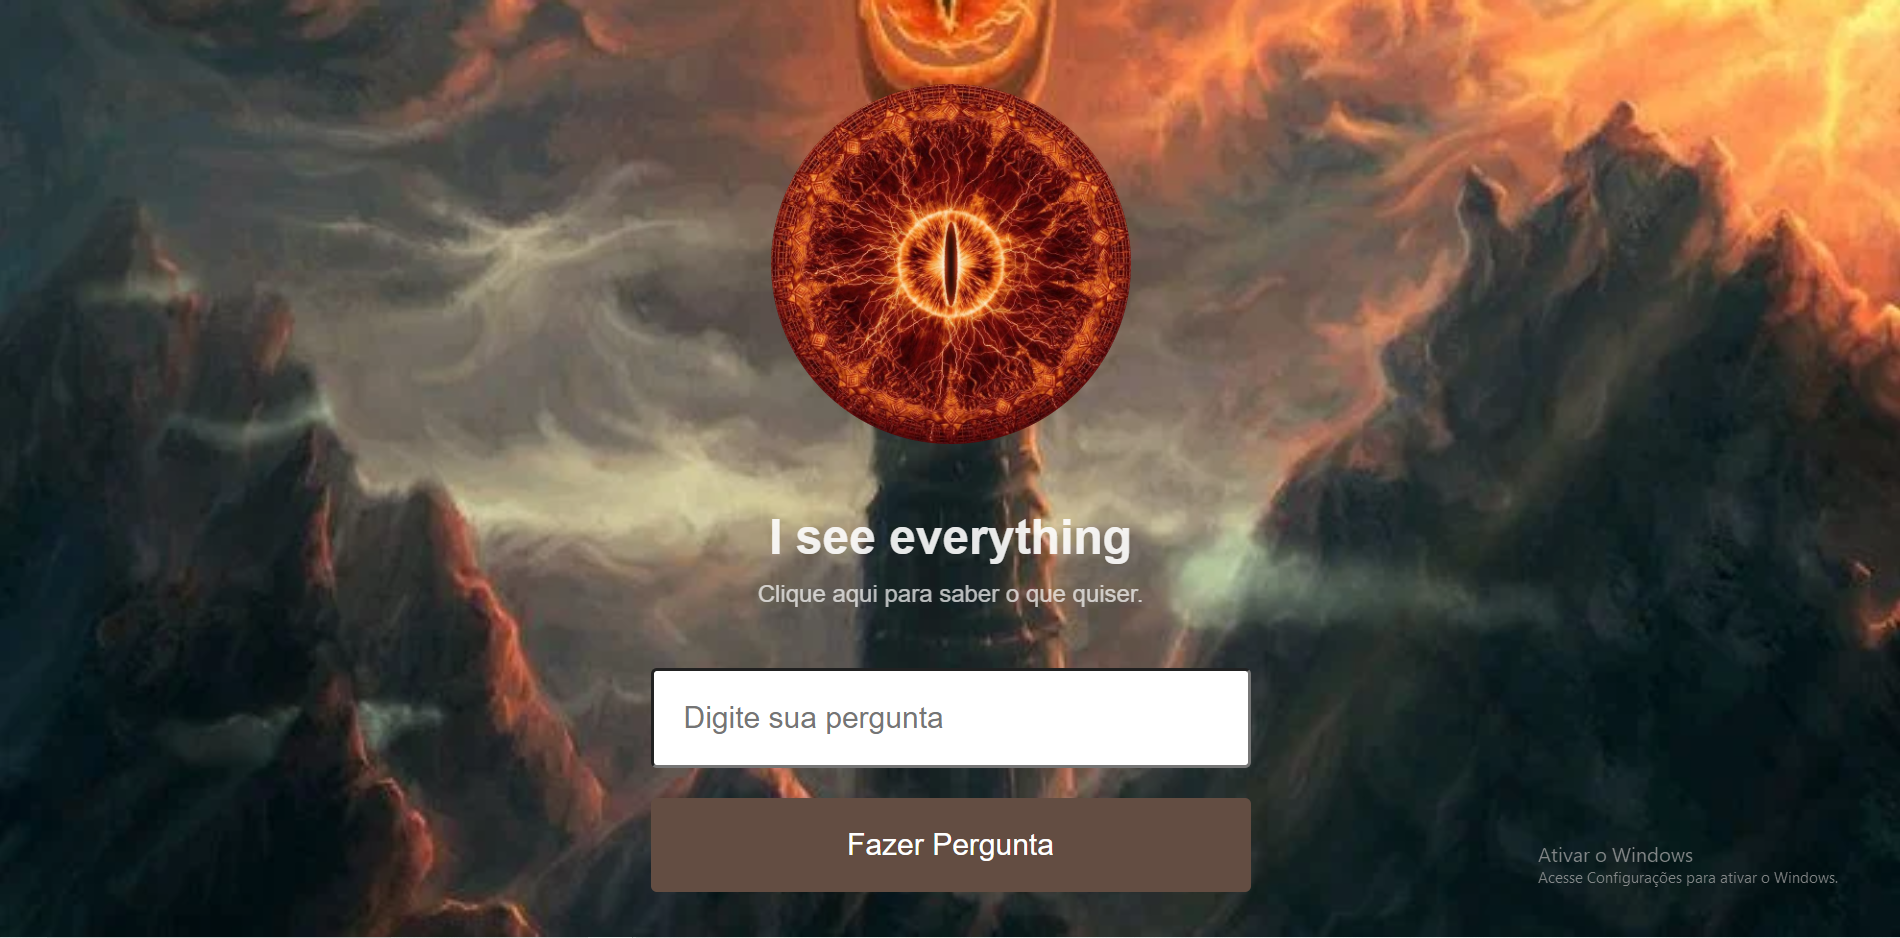 I see everything
Clique aqui para saber o que quiser.
Digite sua pergunta
Fazer Pergunta
Ativar o Windows
Acesse Configurações para ativar o Windows.